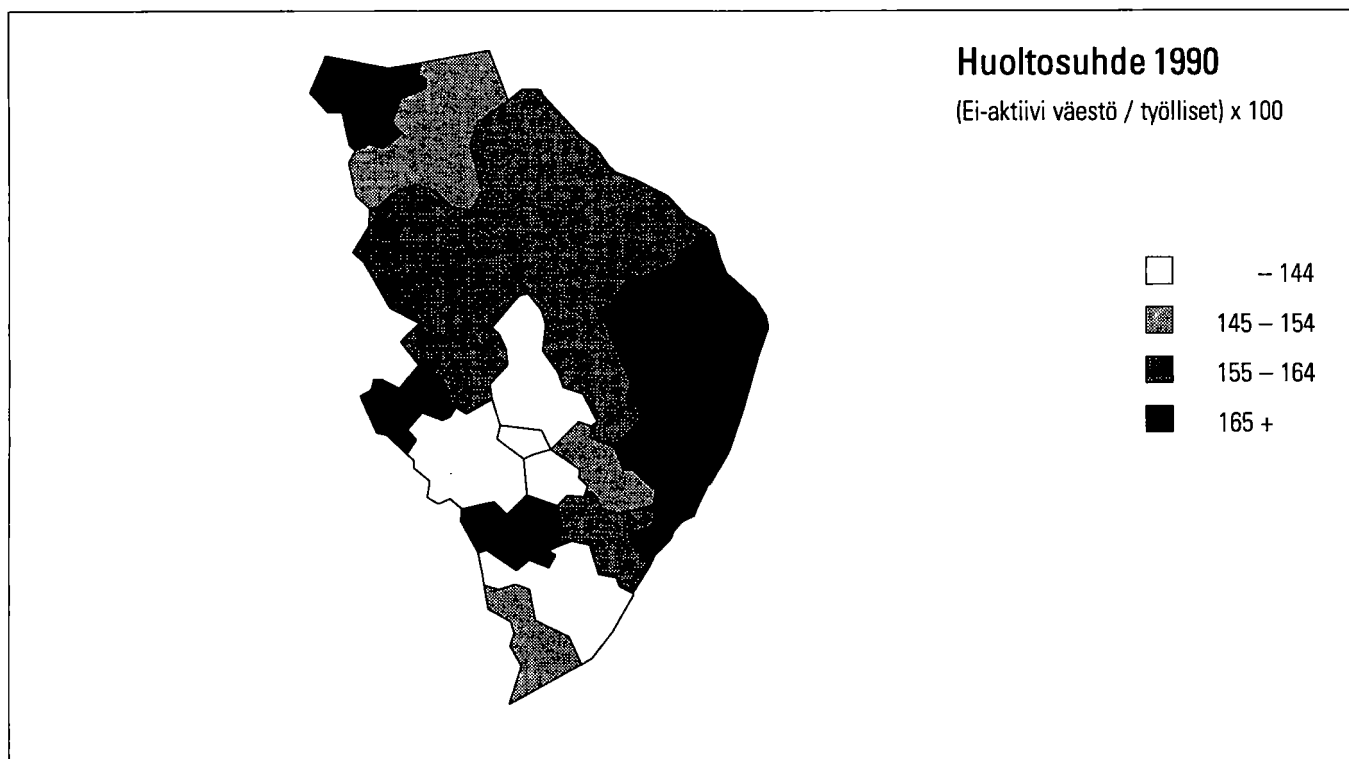 Huoltosuhde 1990
(Ei-aktiivi väestö / työlliset) x 100
– 144
145 – 154
155 – 164
165 +